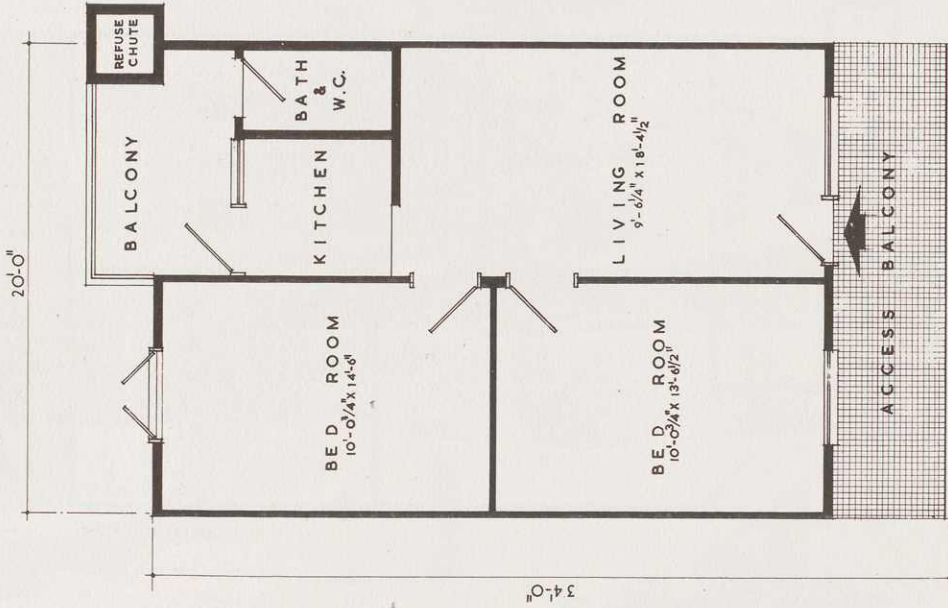 20'-0"
REFUSE
CHUTE
BALCONY
BATH
&
W.C.
KITCHEN
LIVING ROOM
9'-6¼" X 18'-4½"
BED ROOM
10'-0¾" X 14'-6"
BED ROOM
10'-0¾" X 13'-6½"
ACCESS BALCONY
34'-0"